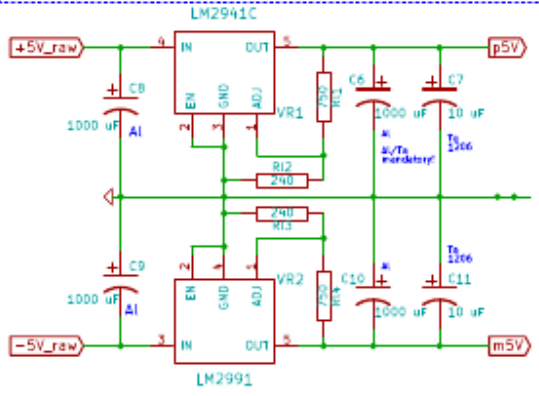 LM2941C
+5V_raw
4
IN
OUT
5
p5V
EN
GND
ADJ
2
3
1
VR1
750
R11
C8
1000 uF
Al
C6
1000 uF
Al
Al/Ta
mandatory!
C7
10 uF
Ta
1206
R12
240
240
R13
C9
1000 uF
Al
2
4
1
EN
GND
ADJ
VR2
750
R14
C10
Al
1000 uF
Ta
1206
C11
10 uF
-5V_raw
3
IN
OUT
5
m5V
LM2991